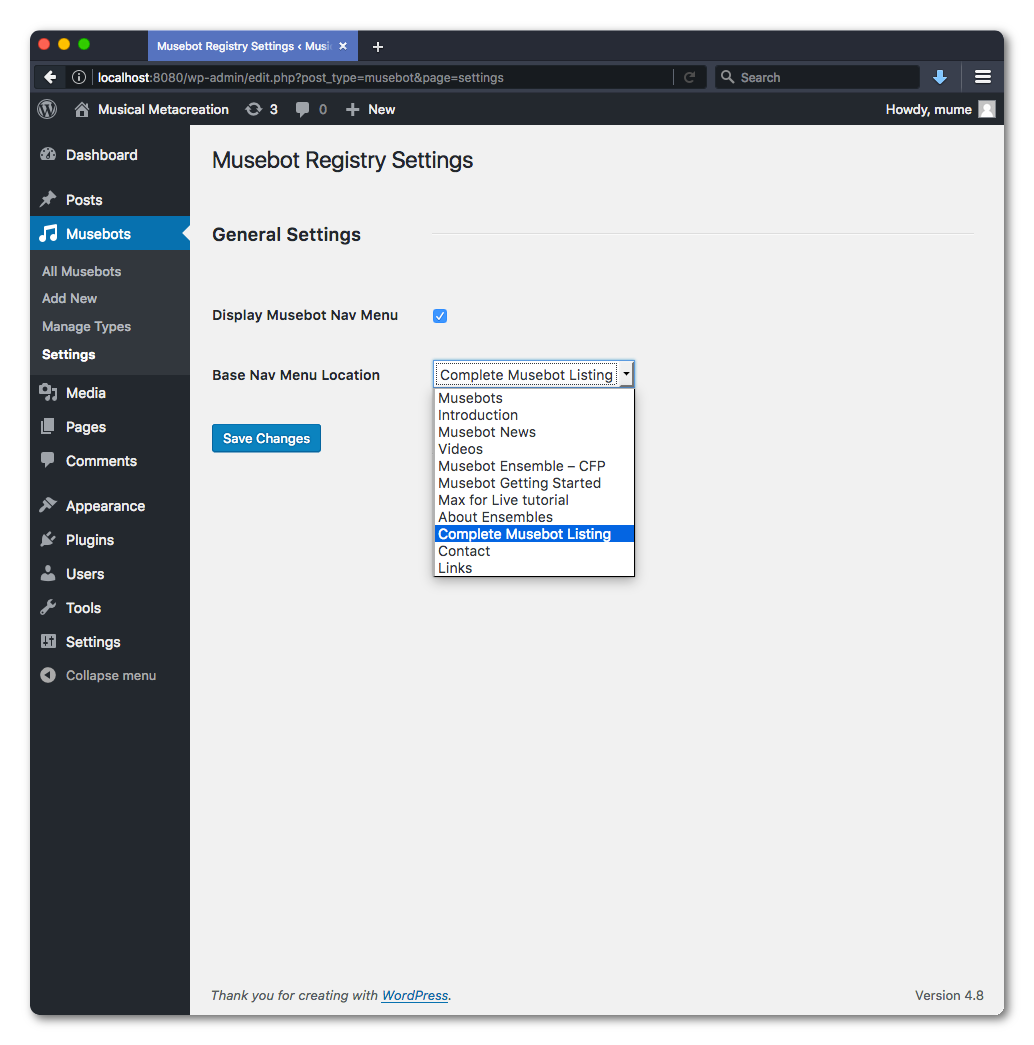 Musebot Registry Settings ‹ Musi
localhost:8080/wp-admin/edit.php?post_type=musebot&page=settings
Search
Musical Metacreation 3 0 New Howdy, mume
Dashboard
Posts
Musebots
All Musebots
Add New
Manage Types
Settings
Media
Pages
Comments
Appearance
Plugins
Users
Tools
Settings
Collapse menu
Musebot Registry Settings
General Settings
Display Musebot Nav Menu
Base Nav Menu Location
Complete Musebot Listing
Musebots
Introduction
Musebot News
Videos
Musebot Ensemble – CFP
Musebot Getting Started
Max for Live tutorial
About Ensembles
Complete Musebot Listing
Contact
Links
Save Changes
Thank you for creating with WordPress.
Version 4.8